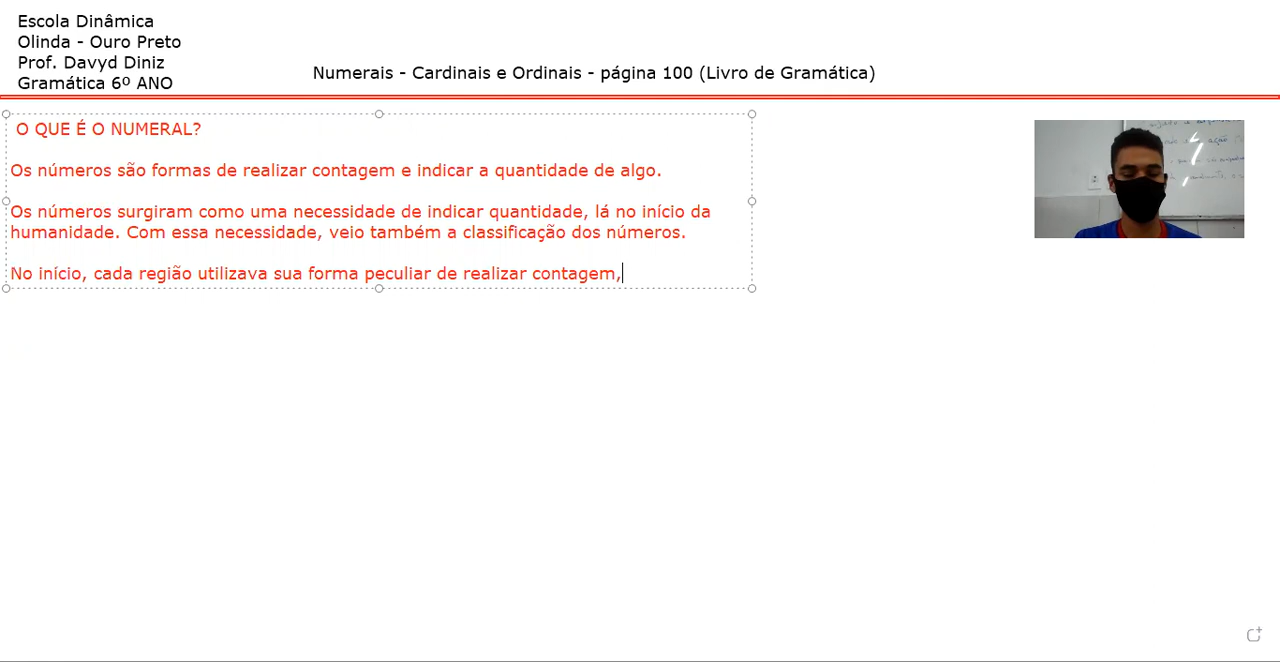 Escola Dinâmica
Olinda - Ouro Preto
Prof. Davyd Diniz
Gramática 6º ANO
Numerais - Cardinais e Ordinais - página 100 (Livro de Gramática)
O QUE É O NUMERAL?
Os números são formas de realizar contagem e indicar a quantidade de algo.
Os números surgiram como uma necessidade de indicar quantidade, lá no início da
humanidade. Com essa necessidade, veio também a classificação dos números.
No início, cada região utilizava sua forma peculiar de realizar contagem,